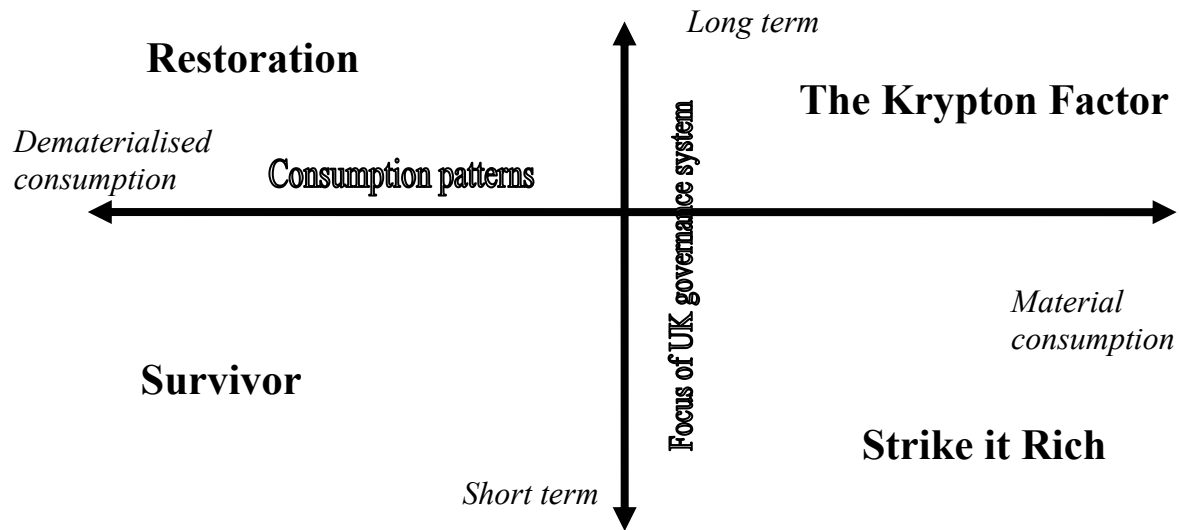 Long term
Restoration
The Krypton Factor
Dematerialised
consumption
Consumption patterns
Focus of UK governance system
Material
consumption
Survivor
Strike it Rich
Short term